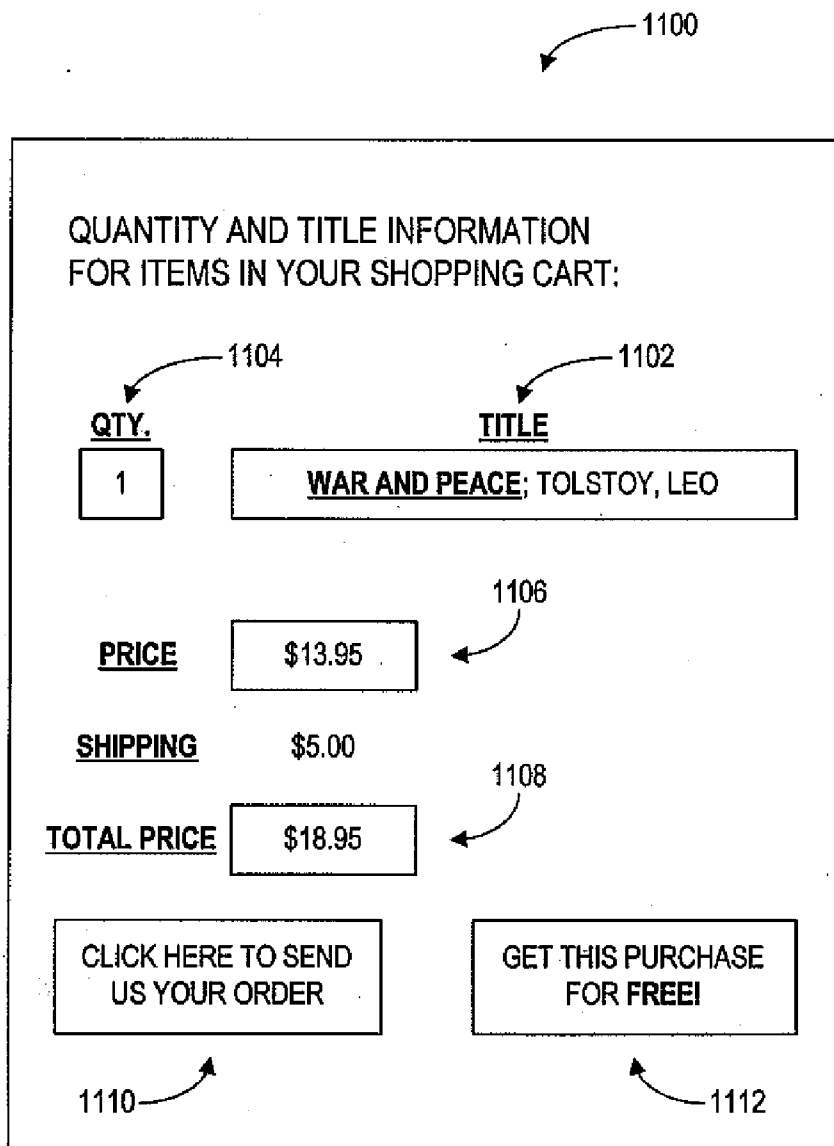 1100
QUANTITY AND TITLE INFORMATION
FOR ITEMS IN YOUR SHOPPING CART:
1104 1102
QTY. TITLE
1 WAR AND PEACE; TOLSTOY, LEO
1106
PRICE $13.95
SHIPPING $5.00
1108
TOTAL PRICE $18.95
CLICK HERE TO SEND
US YOUR ORDER
GET THIS PURCHASE
FOR FREE!
1110 1112